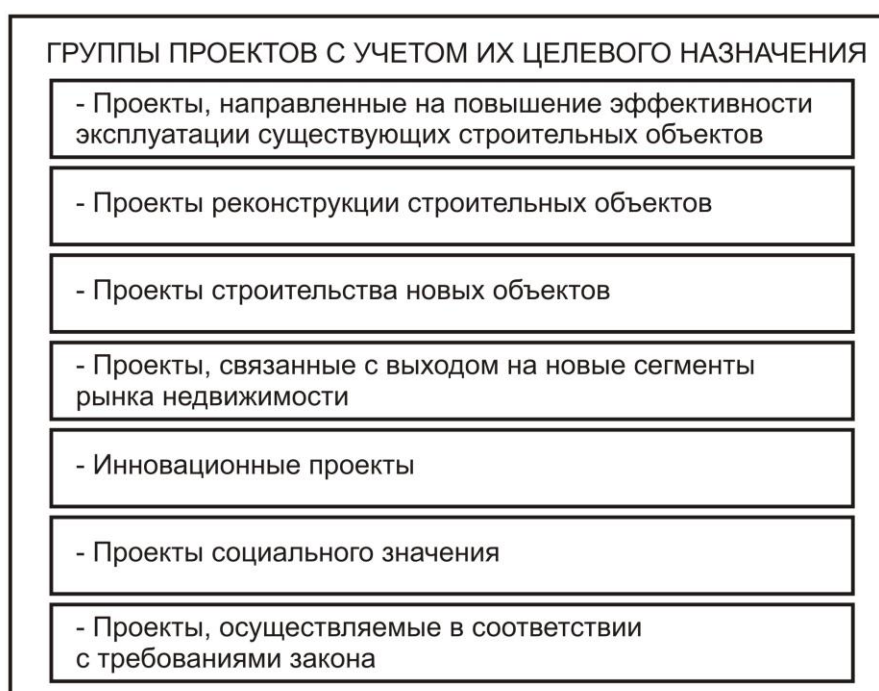 ГРУППЫ ПРОЕКТОВ С УЧЕТОМ ИХ ЦЕЛЕВОГО НАЗНАЧЕНИЯ
- Проекты, направленные на повышение эффективности
эксплуатации существующих строительных объектов
- Проекты реконструкции строительных объектов
- Проекты строительства новых объектов
- Проекты, связанные с выходом на новые сегменты
рынка недвижимости
- Инновационные проекты
- Проекты социального значения
- Проекты, осуществляемые в соответствии
с требованиями закона